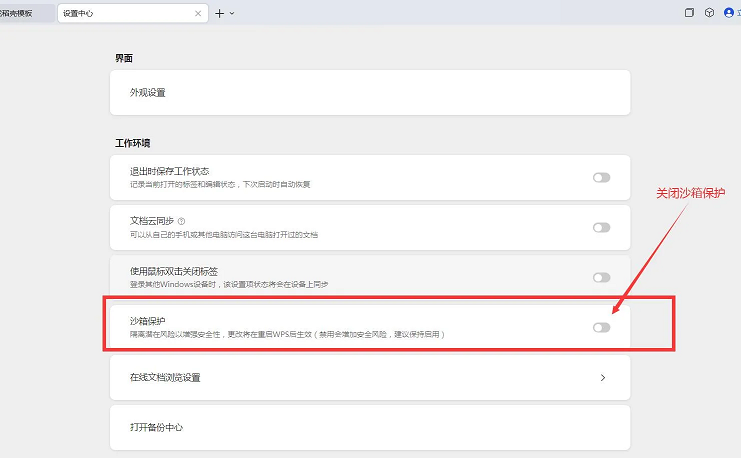 稻壳模板
设置中心
界面
外观设置
工作环境
退出时保存工作状态
记录当前打开的标签和编辑状态，下次启动时自动恢复
关闭沙箱保护
文档云同步
可以从自己的手机或其他电脑访问这台电脑打开过的文档
使用鼠标双击关闭标签
登录其他Windows设备时，该设置项状态将会在设备上同步
沙箱保护
隔离潜在风险以增强安全性，更改将在重启WPS后生效（禁用会增加安全风险，建议保持启用）
在线文档浏览设置
打开备份中心